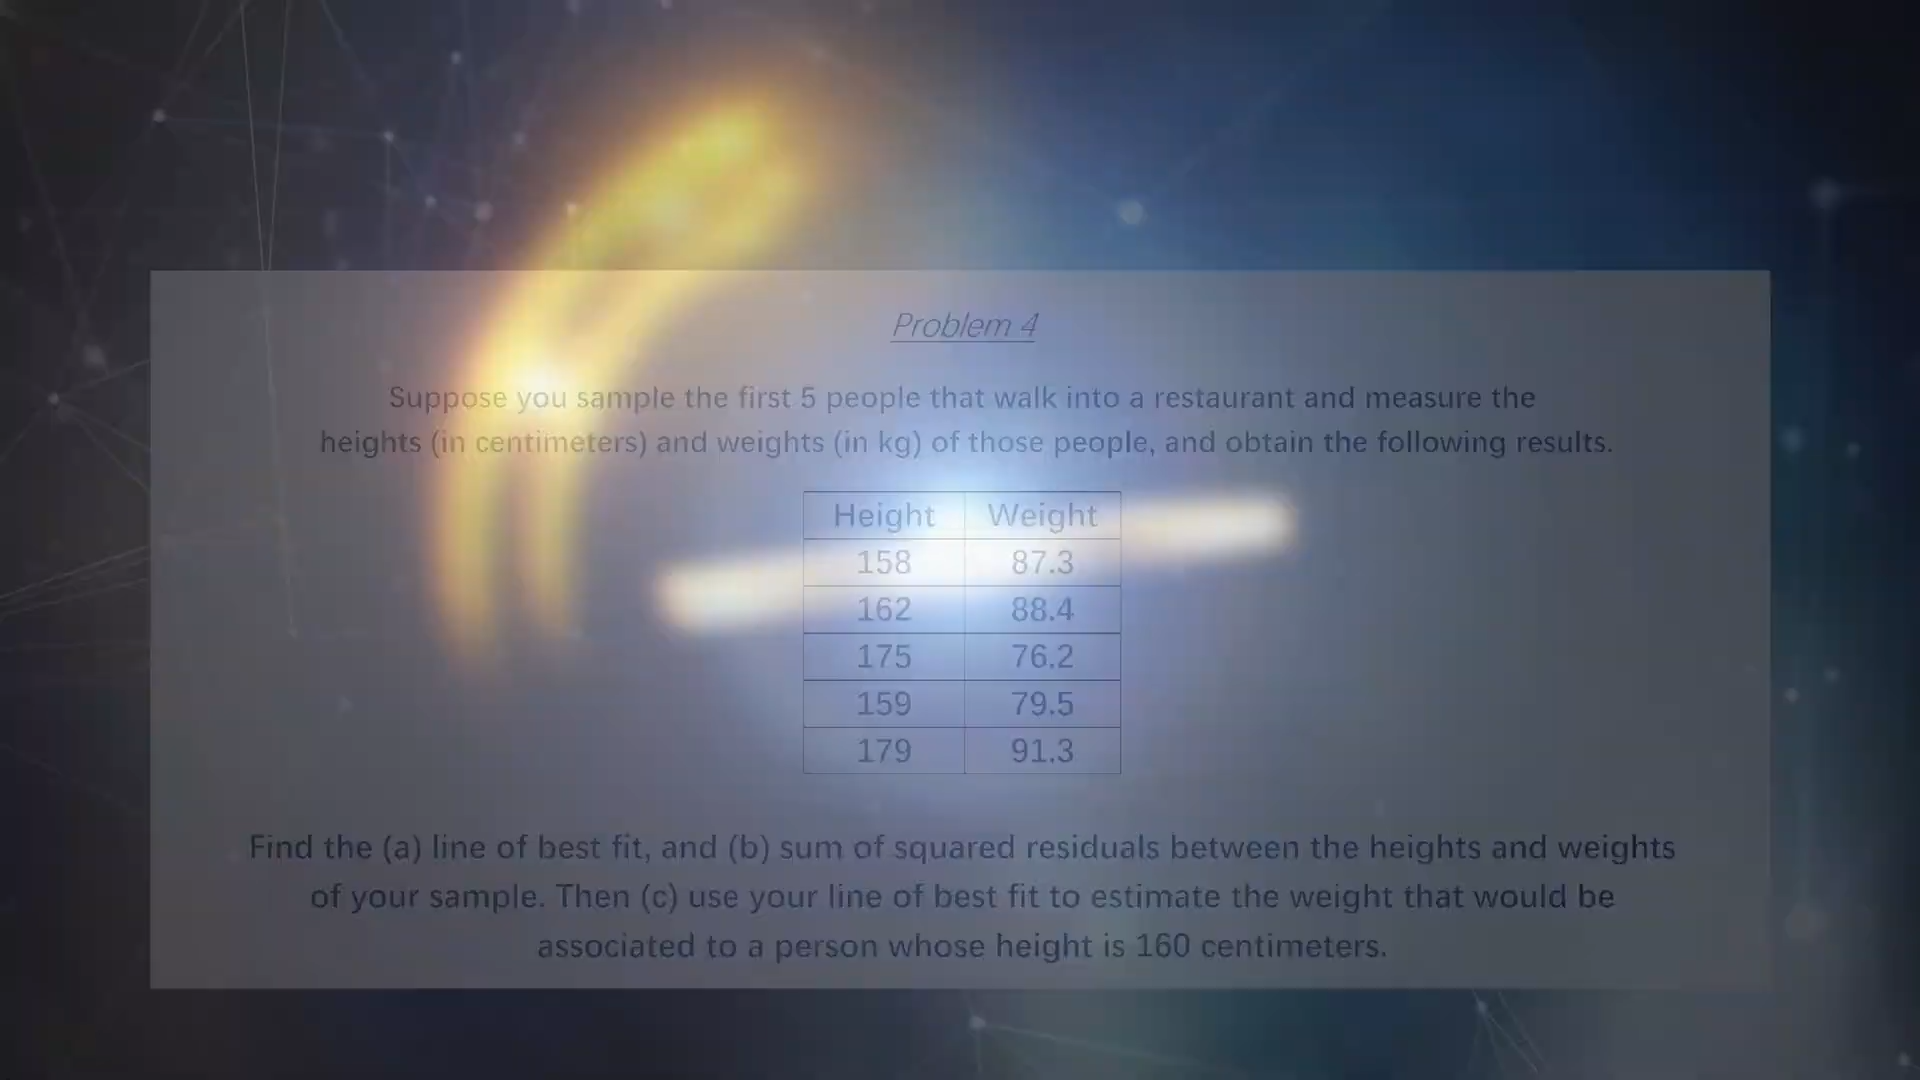 Problem 4
Suppose you sample the first 5 people that walk into a restaurant and measure the
heights (in centimeters) and weights (in kg) of those people, and obtain the following results.
Height Weight
158 87.3
162 88.4
175 76.2
159 79.5
179 91.3
Find the (a) line of best fit, and (b) sum of squared residuals between the heights and weights
of your sample. Then (c) use your line of best fit to estimate the weight that would be
associated to a person whose height is 160 centimeters.